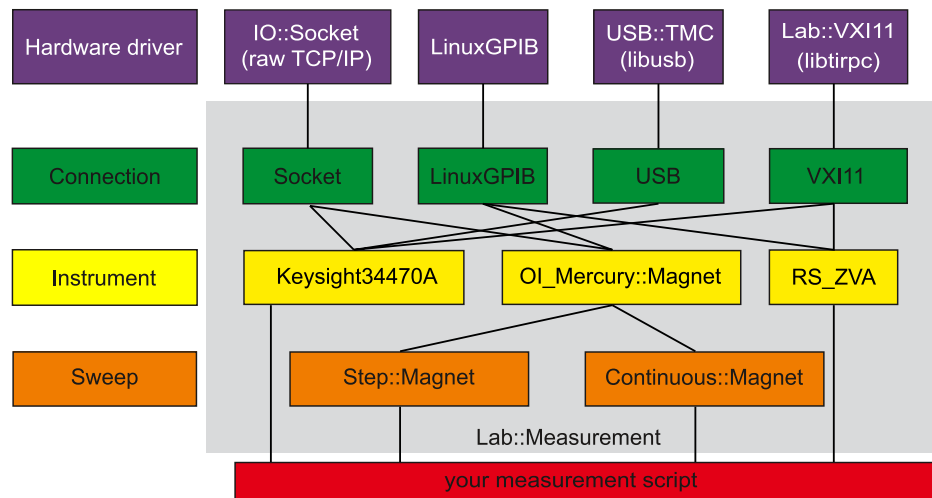 Hardware driver
IO::Socket
(raw TCP/IP)
LinuxGPIB
USB::TMC
(libusb)
Lab::VXI11
(libtirpc)
Connection
Socket
LinuxGPIB
USB
VXI11
Instrument
Keysight34470A
OI_Mercury::Magnet
RS_ZVA
Sweep
Step::Magnet
Continuous::Magnet
Lab::Measurement
your measurement script